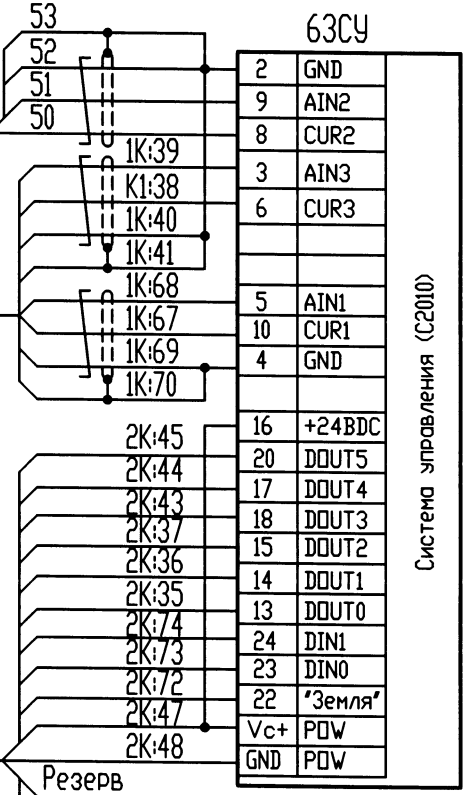 53
63СУ
52
2 GND
51
9 AIN2
50
8 CUR2
1К:39
3 AIN3
К1:38
6 CUR3
1К:40
1К:41
1К:68
5 AIN1
1К:67
10 CUR1
1К:69
4 GND
1К:70
16 +24BDC
2К:45
20 DOUT5
2К:44
17 DOUT4
2К:43
18 DOUT3
2К:37
15 DOUT2
2К:36
14 DOUT1
2К:35
13 DOUT0
2К:74
24 DIN1
2К:73
23 DIN0
2К:72
22 "Земля"
2К:47
Vc+ POW
2К:48
GND POW
Резерв
Система управления (С2010)